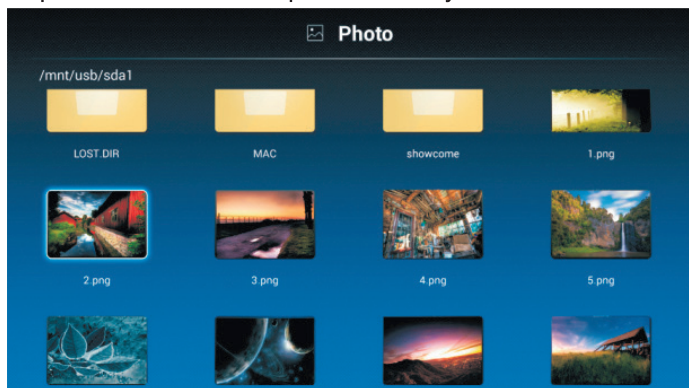 Photo
/mnt/usb/sda1
LOST.DIR
MAC
showcome
1.png
2.png
3.png
4.png
5.png